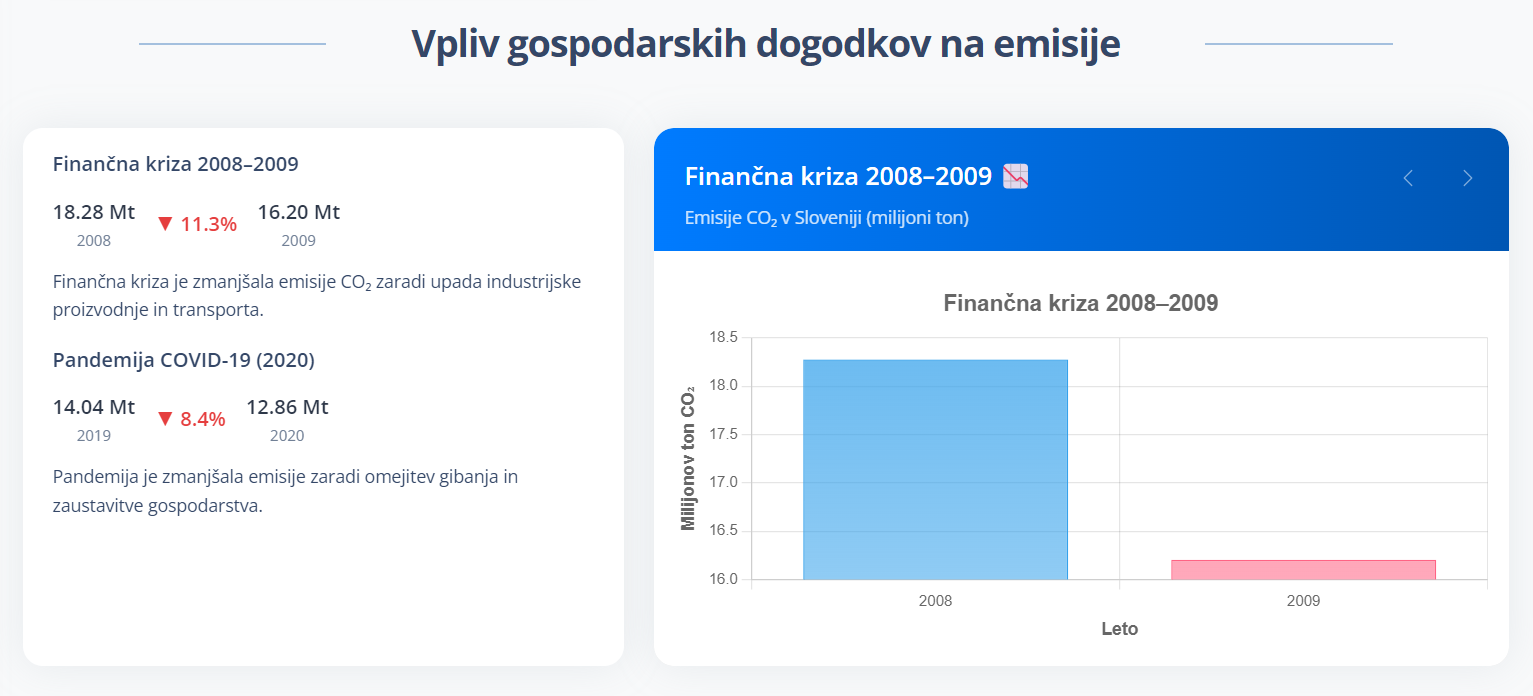 Vpliv gospodarskih dogodkov na emisije
Finančna kriza 2008–2009
18.28 Mt ▼ 11.3% 16.20 Mt
2008 2009
Finančna kriza je zmanjšala emisije CO₂ zaradi upada industrijske
proizvodnje in transporta.
Pandemija COVID-19 (2020)
14.04 Mt ▼ 8.4% 12.86 Mt
2019 2020
Pandemija je zmanjšala emisije zaradi omejitev gibanja in
zaustavitve gospodarstva.
Finančna kriza 2008–2009
Emisije CO₂ v Sloveniji (milijoni ton)
Finančna kriza 2008–2009
Milijonov ton CO₂
18.5
18.0
17.5
17.0
16.5
16.0
2008 2009
Leto